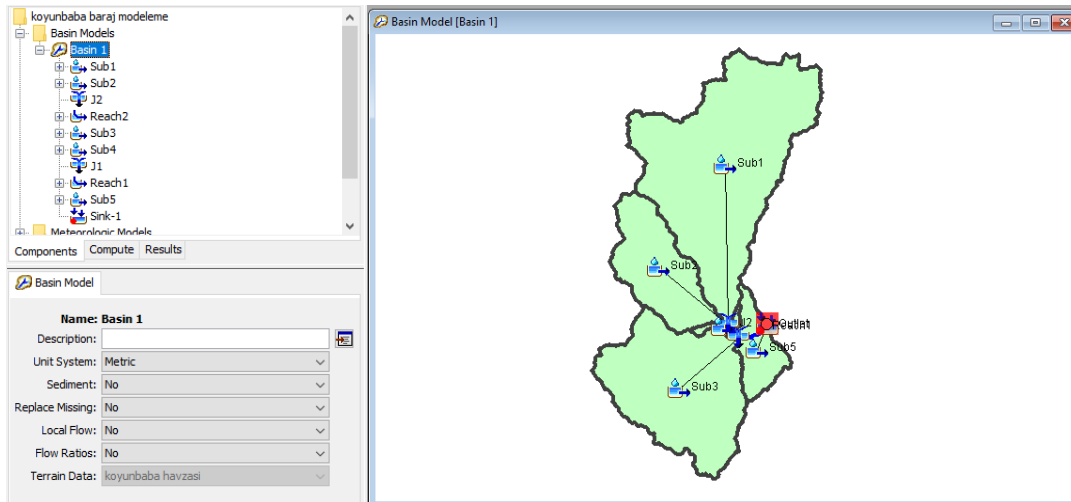 koyunbaba baraj modeleme
Basin Models
Basin 1
Sub1
Sub2
J2
Reach2
Sub3
Sub4
J1
Reach1
Sub5
Sink-1
Meteorologic Models
Components Compute Results
Basin Model
Name: Basin 1
Description:
Unit System: Metric
Sediment: No
Replace Missing: No
Local Flow: No
Flow Ratios: No
Terrain Data: koyunbaba havzasi
Basin Model [Basin 1]
Sub1
Sub2
J2
Outlet
Sub5
Sub3